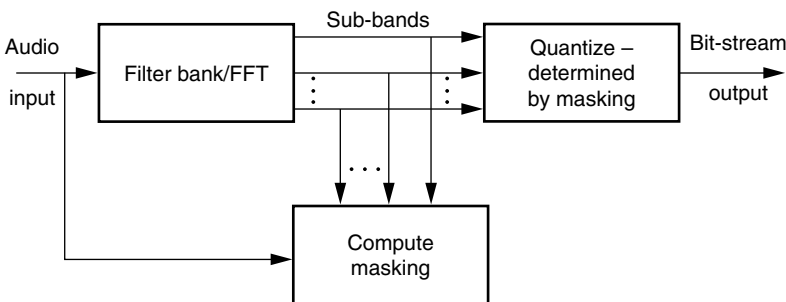 Sub-bands
Audio
input
Filter bank/FFT
Quantize –
determined
by masking
Bit-stream
output
Compute
masking